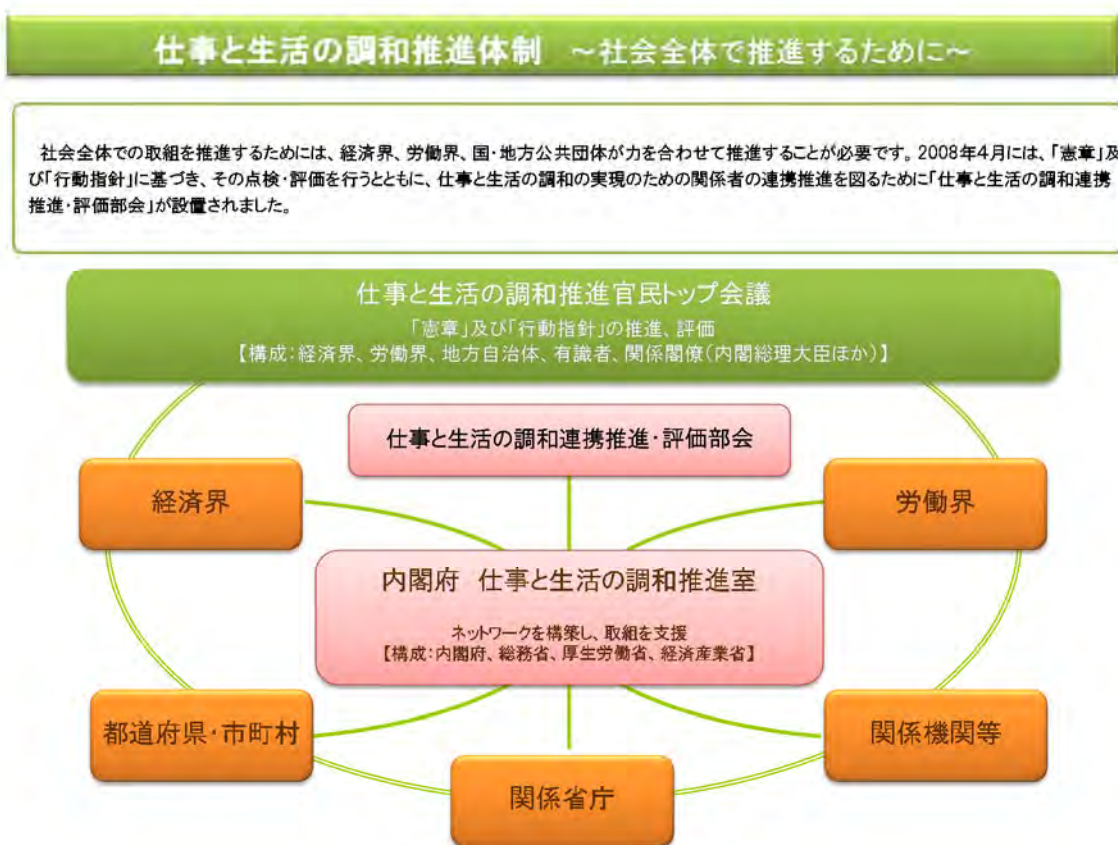 仕事と生活の調和推進体制 ～社会全体で推進するために～
社会全体での取組を推進するためには、経済界、労働界、国・地方公共団体が力を合わせて推進することが必要です。2008年4月には、「憲章」及
び「行動指針」に基づき、その点検・評価を行うとともに、仕事と生活の調和の実現のための関係者の連携推進を図るために「仕事と生活の調和連携
推進・評価部会」が設置されました。
仕事と生活の調和推進官民トップ会議
「憲章」及び「行動指針」の推進、評価
【構成：経済界、労働界、地方自治体、有識者、関係閣僚（内閣総理大臣ほか）】
仕事と生活の調和連携推進・評価部会
経済界
労働界
内閣府 仕事と生活の調和推進室
ネットワークを構築し、取組を支援
【構成：内閣府、総務省、厚生労働省、経済産業省】
都道府県・市町村
関係機関等
関係省庁